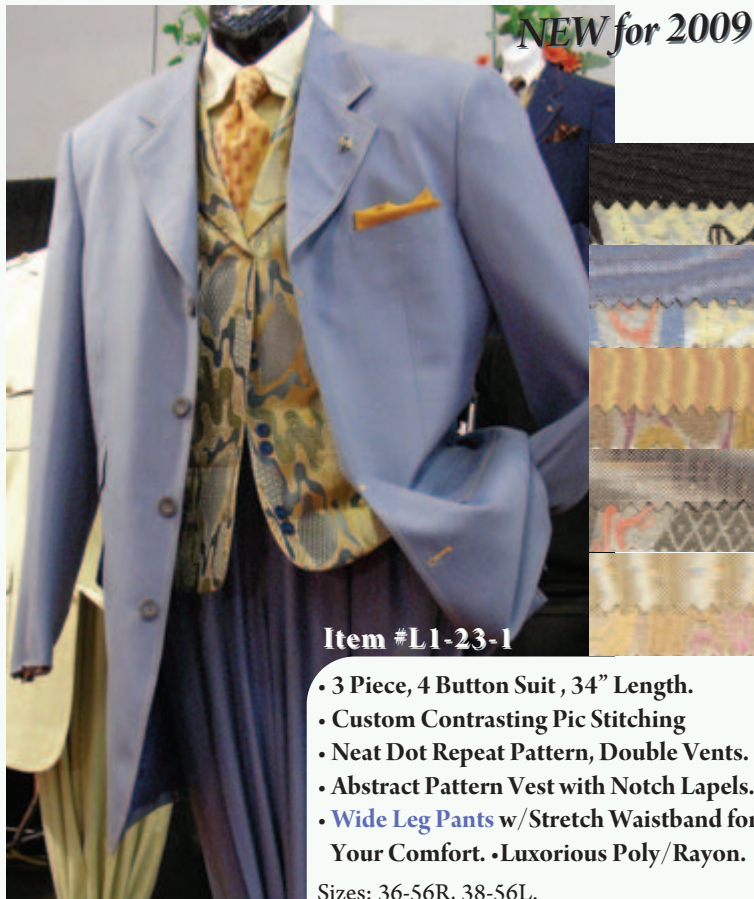 NEW for 2009
Item #L1-23-1
• 3 Piece, 4 Button Suit , 34” Length.
• Custom Contrasting Pic Stitching
• Neat Dot Repeat Pattern, Double Vents.
• Abstract Pattern Vest with Notch Lapels.
• Wide Leg Pants w/Stretch Waistband for
Your Comfort. •Luxorious Poly/Rayon.
Sizes: 36-56R, 38-56L,